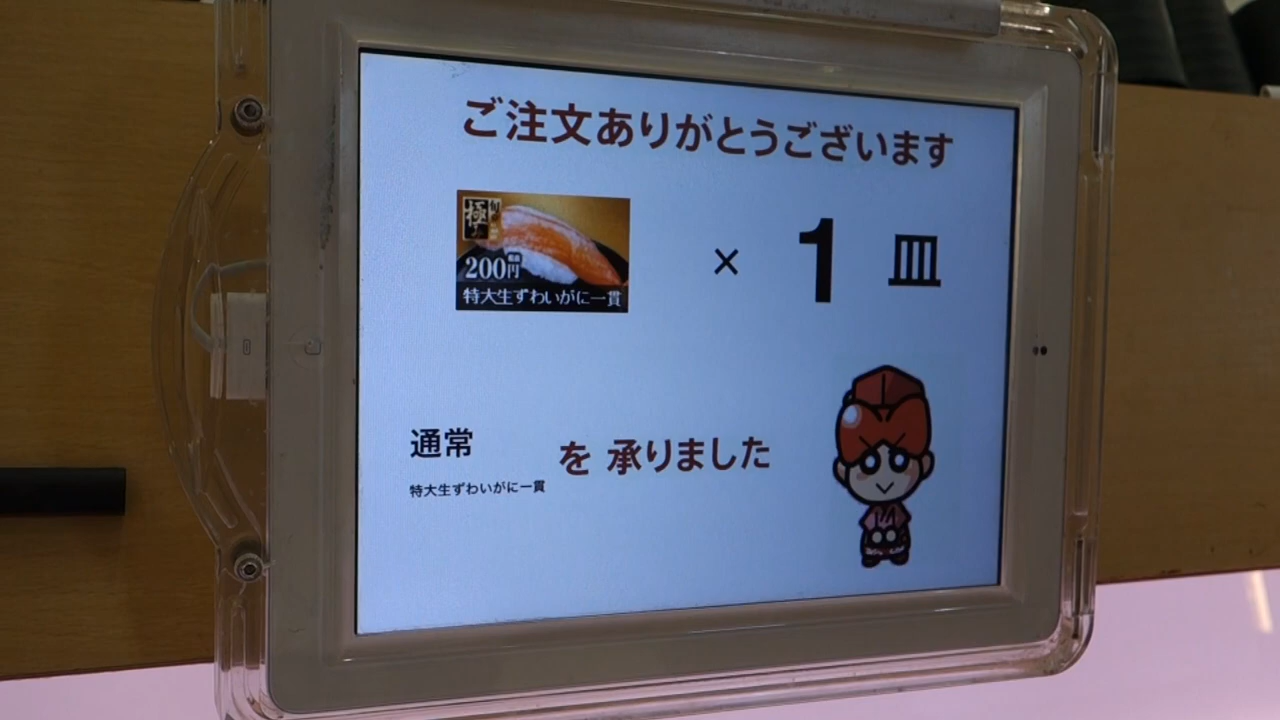 ご注文ありがとうございます
極
200円
特大生ずわいがに一貫
× 1 皿
通常
を 承りました
特大生ずわいがに一貫